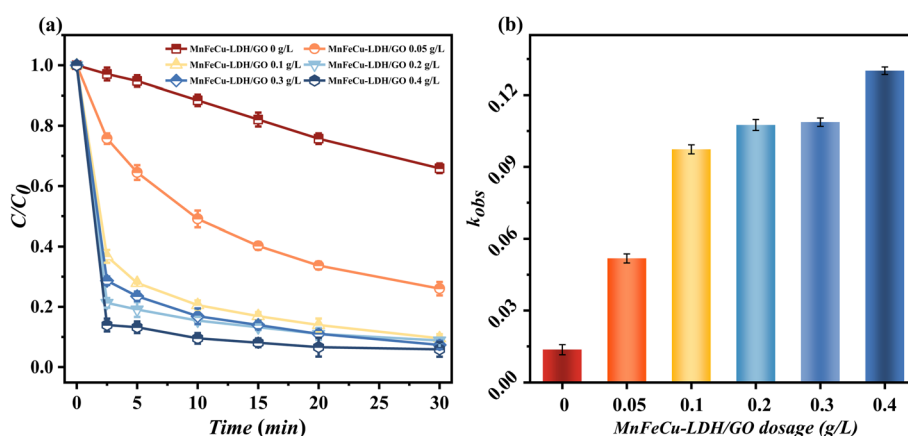 (a)
MnFeCu-LDH/GO 0 g/L MnFeCu-LDH/GO 0.05 g/L
MnFeCu-LDH/GO 0.1 g/L MnFeCu-LDH/GO 0.2 g/L
MnFeCu-LDH/GO 0.3 g/L MnFeCu-LDH/GO 0.4 g/L
C/C0
1.0
0.8
0.6
0.4
0.2
0.0
0 5 10 15 20 25 30
Time (min)
(b)
kobs
0.12
0.09
0.06
0.03
0.00
0 0.05 0.1 0.2 0.3 0.4
MnFeCu-LDH/GO dosage (g/L)